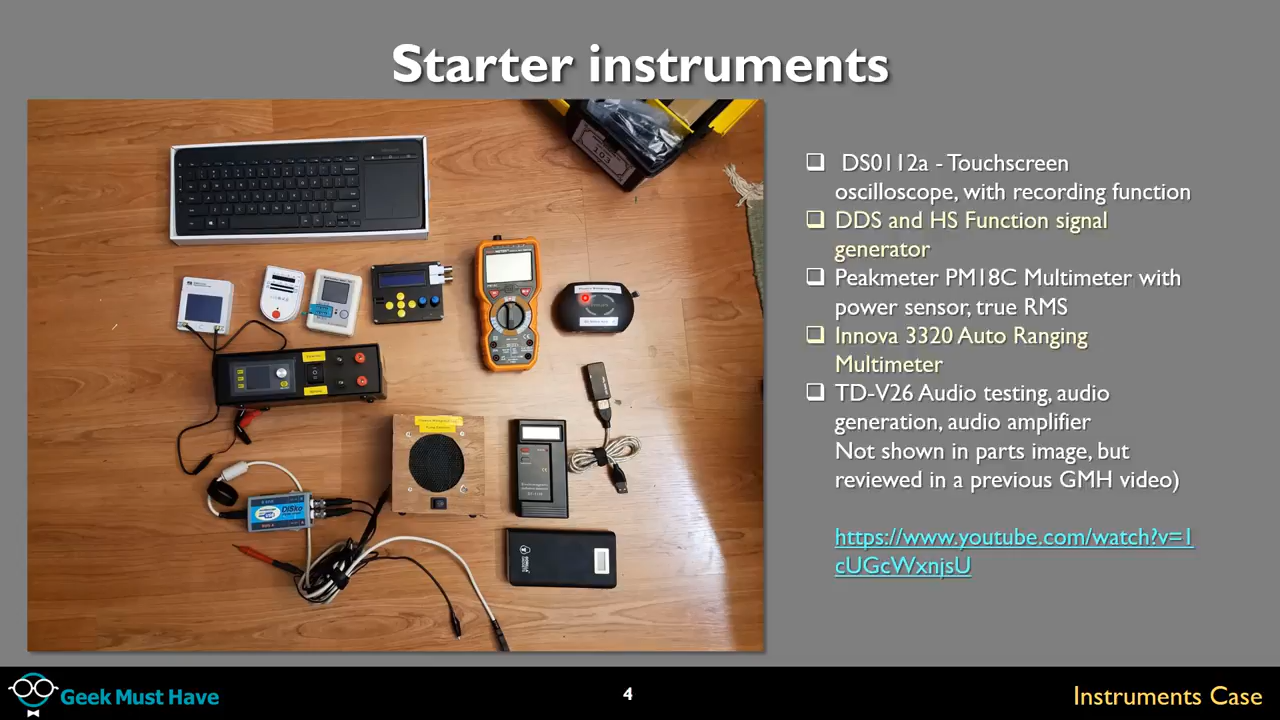 Starter instruments
❑ DS0112a - Touchscreen
oscilloscope, with recording function
❑ DDS and HS Function signal
generator
❑ Peakmeter PM18C Multimeter with
power sensor, true RMS
❑ Innova 3320 Auto Ranging
Multimeter
❑ TD-V26 Audio testing, audio
generation, audio amplifier
Not shown in parts image, but
reviewed in a previous GMH video)
https://www.youtube.com/watch?v=1
cUGcWxnjsU
103
DiSko
Geek Must Have
4
Instruments Case